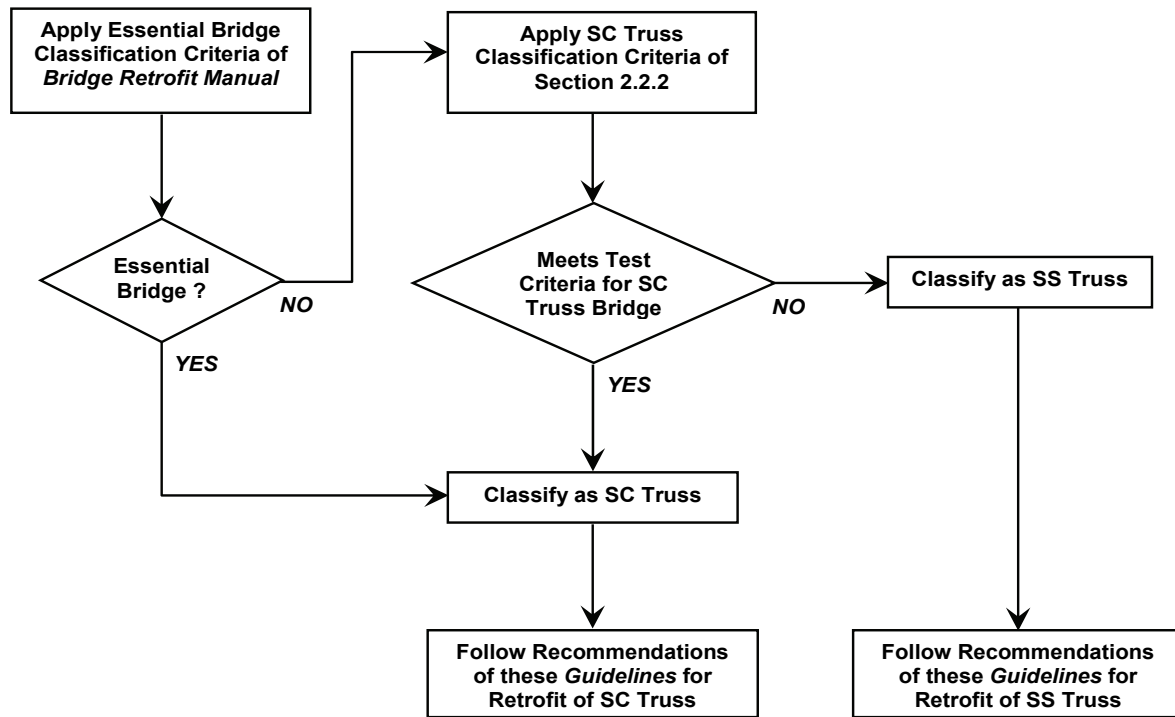 Apply Essential Bridge
Classification Criteria of
Bridge Retrofit Manual
Apply SC Truss
Classification Criteria of
Section 2.2.2
Essential
Bridge ?
NO
YES
Meets Test
Criteria for SC
Truss Bridge
NO
YES
Classify as SS Truss
Classify as SC Truss
Follow Recommendations
of these Guidelines for
Retrofit of SC Truss
Follow Recommendations
of these Guidelines for
Retrofit of SS Truss